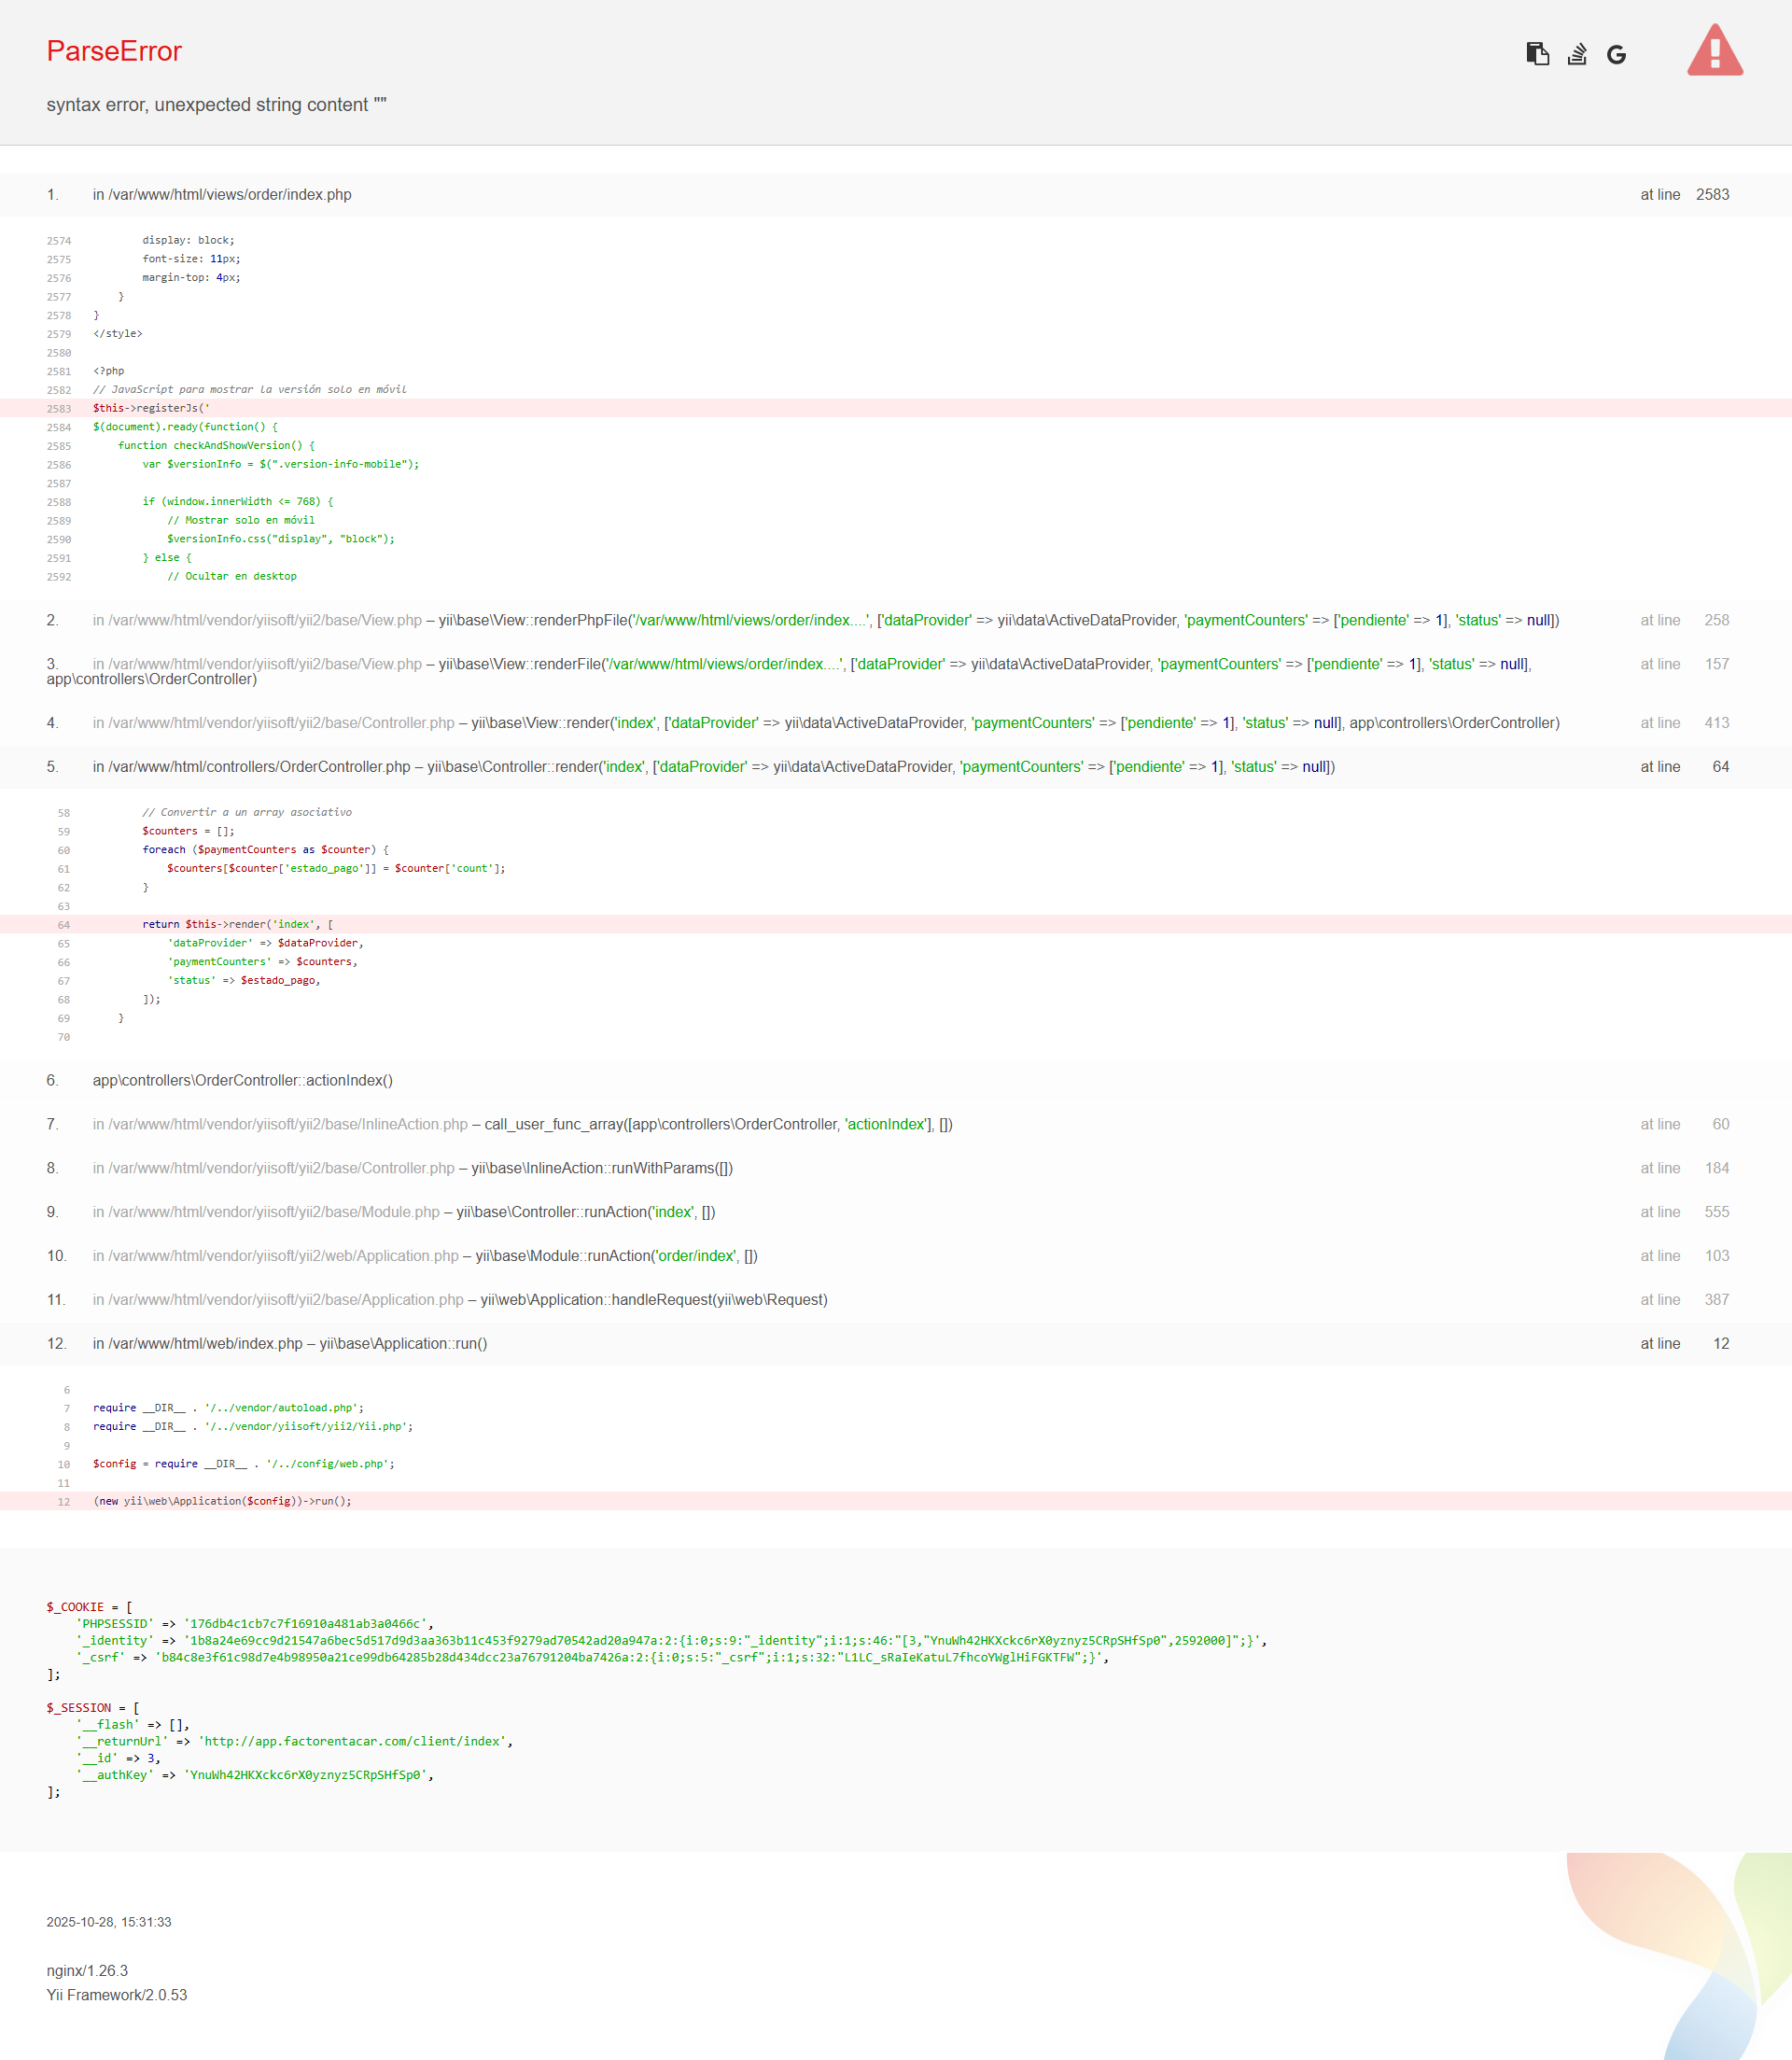 ParseError
syntax error, unexpected string content ""
1. in /var/www/html/views/order/index.php at line 2583
2574 display: block;
2575 font-size: 11px;
2576 margin-top: 4px;
2577 }
2578 }
2579 </style>
2580
2581 <?php
2582 // JavaScript para mostrar la versión solo en móvil
2583 $this->registerJs('
2584 $(document).ready(function() {
2585 function checkAndShowVersion() {
2586 var $versionInfo = $(".version-info-mobile");
2587
2588 if (window.innerWidth <= 768) {
2589 // Mostrar solo en móvil
2590 $versionInfo.css("display", "block");
2591 } else {
2592 // Ocultar en desktop
2. in /var/www/html/vendor/yiisoft/yii2/base/View.php – yii\base\View::renderPhpFile('/var/www/html/views/order/index....', ['dataProvider' => yii\data\ActiveDataProvider, 'paymentCounters' => ['pendiente' => 1], 'status' => null]) at line 258
3. in /var/www/html/vendor/yiisoft/yii2/base/View.php – yii\base\View::renderFile('/var/www/html/views/order/index....', ['dataProvider' => yii\data\ActiveDataProvider, 'paymentCounters' => ['pendiente' => 1], 'status' => null], at line 157
app\controllers\OrderController)
4. in /var/www/html/vendor/yiisoft/yii2/base/Controller.php – yii\base\View::render('index', ['dataProvider' => yii\data\ActiveDataProvider, 'paymentCounters' => ['pendiente' => 1], 'status' => null], app\controllers\OrderController) at line 413
5. in /var/www/html/controllers/OrderController.php – yii\base\Controller::render('index', ['dataProvider' => yii\data\ActiveDataProvider, 'paymentCounters' => ['pendiente' => 1], 'status' => null]) at line 64
58 // Convertir a un array asociativo
59 $counters = [];
60 foreach ($paymentCounters as $counter) {
61 $counters[$counter['estado_pago']] = $counter['count'];
62 }
63
64 return $this->render('index', [
65 'dataProvider' => $dataProvider,
66 'paymentCounters' => $counters,
67 'status' => $estado_pago,
68 ]);
69 }
70
6. app\controllers\OrderController::actionIndex()
7. in /var/www/html/vendor/yiisoft/yii2/base/InlineAction.php – call_user_func_array([app\controllers\OrderController, 'actionIndex'], []) at line 60
8. in /var/www/html/vendor/yiisoft/yii2/base/Controller.php – yii\base\InlineAction::runWithParams([]) at line 184
9. in /var/www/html/vendor/yiisoft/yii2/base/Module.php – yii\base\Controller::runAction('index', []) at line 555
10. in /var/www/html/vendor/yiisoft/yii2/web/Application.php – yii\base\Module::runAction('order/index', []) at line 103
11. in /var/www/html/vendor/yiisoft/yii2/base/Application.php – yii\web\Application::handleRequest(yii\web\Request) at line 387
12. in /var/www/html/web/index.php – yii\base\Application::run() at line 12
6
7 require __DIR__ . '/../vendor/autoload.php';
8 require __DIR__ . '/../vendor/yiisoft/yii2/Yii.php';
9
10 $config = require __DIR__ . '/../config/web.php';
11
12 (new yii\web\Application($config))->run();
$_COOKIE = [
'PHPSESSID' => '176db4c1cb7c7f16910a481ab3a0466c',
'_identity' => '1b8a24e69cc9d21547a6bec5d517d9d3aa363b11c453f9279ad70542ad20a947a:2:{i:0;s:9:"_identity";i:1;s:46:"[3,"YnuWh42HKXckc6rX0yznyz5CRpSHfSp0",2592000]";}',
'_csrf' => 'b84c8e3f61c98d7e4b98950a21ce99db64285b28d434dcc23a76791204ba7426a:2:{i:0;s:5:"_csrf";i:1;s:32:"L1LC_sRaIeKatuL7fhcoYWglHiFGKTFW";}',
];
$_SESSION = [
'__flash' => [],
'__returnUrl' => 'http://app.factorentacar.com/client/index',
'__id' => 3,
'__authKey' => 'YnuWh42HKXckc6rX0yznyz5CRpSHfSp0',
];
2025-10-28, 15:31:33
nginx/1.26.3
Yii Framework/2.0.53